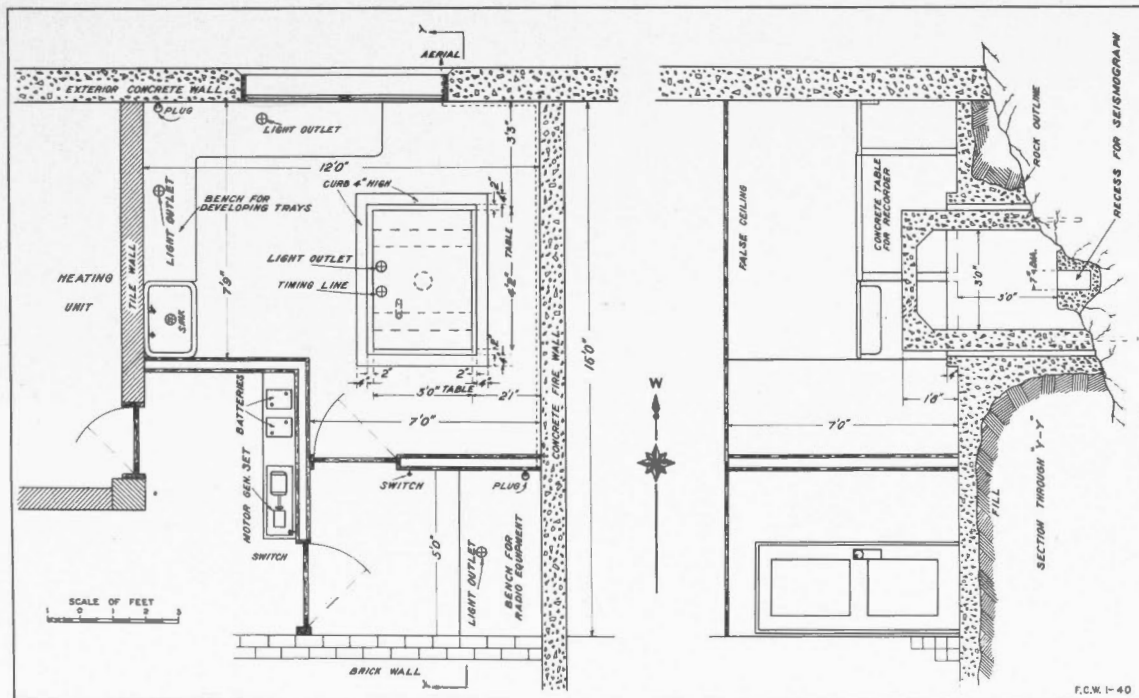 AERIAL
Y
EXTERIOR CONCRETE WALL
PLUG
LIGHT OUTLET
12'0"
3'3"
CURB 4" HIGH
2"
4"
LIGHT OUTLET
BENCH FOR
DEVELOPING TRAYS
TILE WALL
HEATING
UNIT
7'9"
LIGHT OUTLET
TIMING LINE
4'2" TABLE
SINK
2"
4"
4"
2"
2"
4"
3'0" TABLE
2'1"
7'0"
16'0"
CONCRETE FIRE WALL
BATTERIES
MOTOR GEN. SET
SWITCH
SWITCH
PLUG
5'0"
LIGHT OUTLET
BENCH FOR
RADIO EQUIPMENT
SCALE OF FEET
1 0 1 2 3
BRICK WALL
Y
W
FALSE CEILING
CONCRETE TABLE
FOR RECORDER
ROCK OUTLINE
RECESS FOR SEISMOGRAPH
3'0"
3'0"
1'8"
7'0"
FILL
SECTION THROUGH "Y-Y"
F.C.W. 1-40